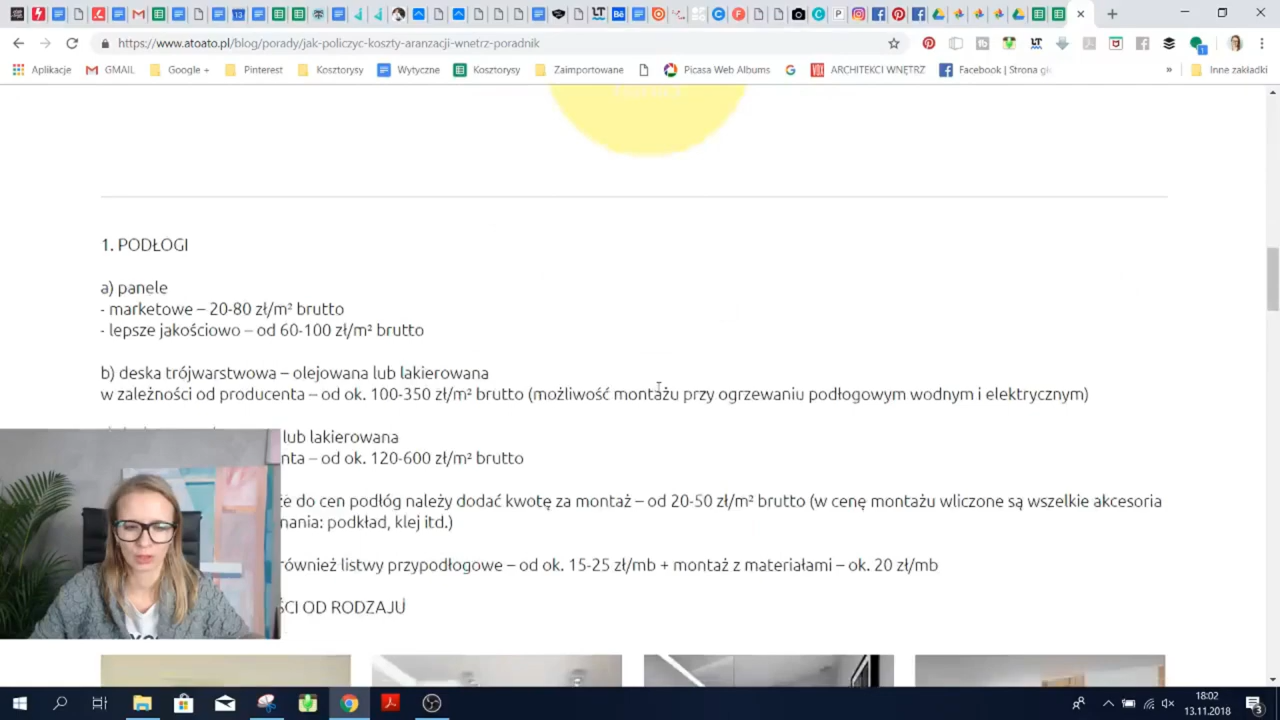 https://www.atoato.pl/blog/porady/jak-policzyc-koszty-aranzacji-wnetrz-poradnik
Aplikacje
GMAIL
Google +
Pinterest
Kosztorysy
Wytyczne
Kosztorysy
Zaimportowane
Picasa Web Albums
ARCHITEKCI WNĘTRZ
Facebook | Strona gł
»
Inne zakładki
1. PODŁOGI
a) panele
- marketowe – 20-80 zł/m² brutto
- lepsze jakościowo – od 60-100 zł/m² brutto
b) deska trójwarstwowa – olejowana lub lakierowana
w zależności od producenta – od ok. 100-350 zł/m² brutto (możliwość montażu przy ogrzewaniu podłogowym wodnym i elektrycznym)
lub lakierowana
nta – od ok. 120-600 zł/m² brutto
że do cen podłóg należy dodać kwotę za montaż – od 20-50 zł/m² brutto (w cenę montażu wliczone są wszelkie akcesoria
nania: podkład, klej itd.)
również listwy przypodłogowe – od ok. 15-25 zł/mb + montaż z materiałami – ok. 20 zł/mb
ŚCI OD RODZAJU
18:02
13.11.2018